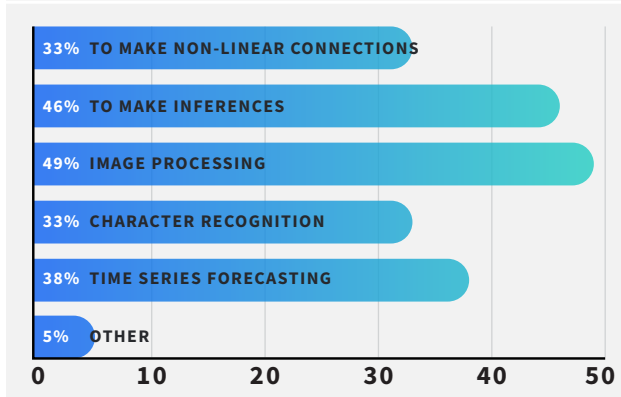 33% TO MAKE NON-LINEAR CONNECTIONS
46% TO MAKE INFERENCES
49% IMAGE PROCESSING
33% CHARACTER RECOGNITION
38% TIME SERIES FORECASTING
5% OTHER
0 10 20 30 40 50